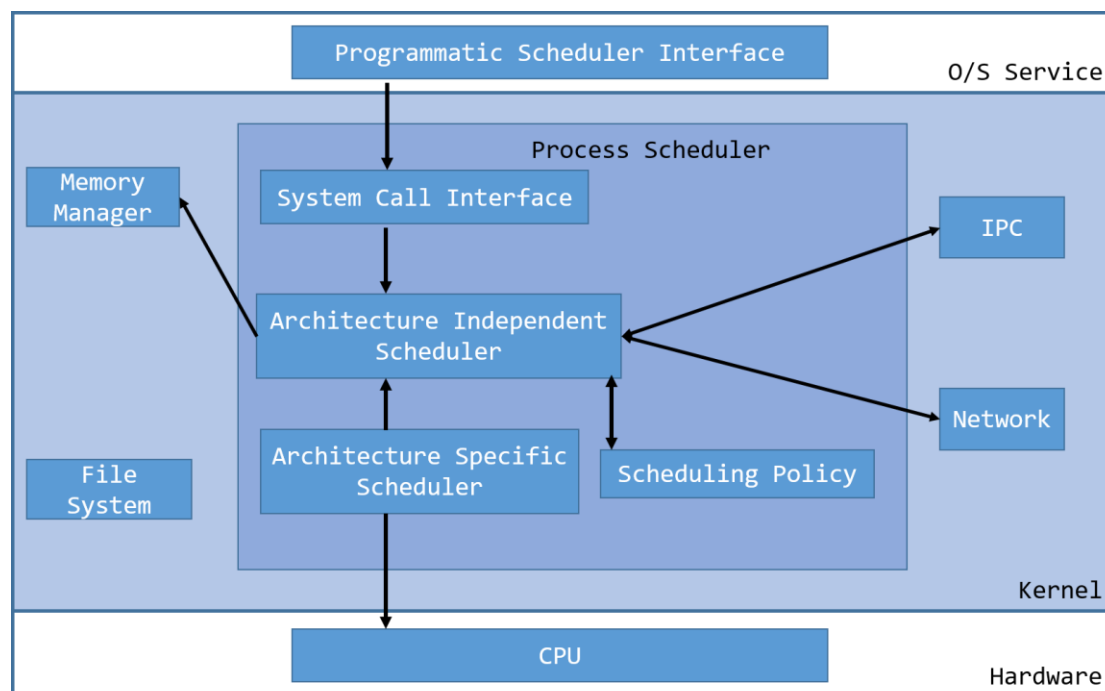 Programmatic Scheduler Interface
O/S Service
Process Scheduler
Memory
Manager
System Call Interface
IPC
Architecture Independent
Scheduler
Network
Architecture Specific
Scheduler
Scheduling Policy
File
System
Kernel
CPU
Hardware